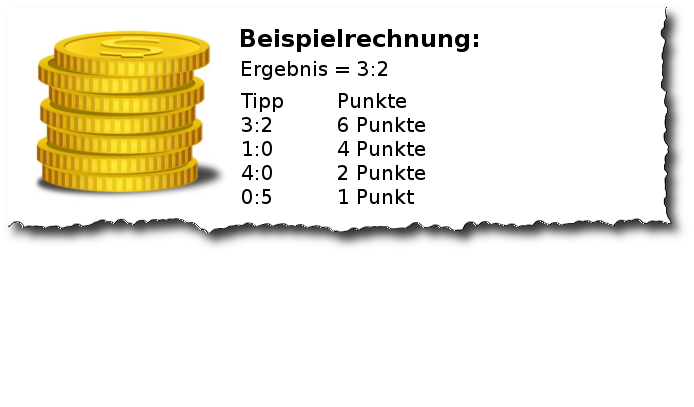 Beispielrechnung:
Ergebnis = 3:2
Tipp Punkte
3:2 6 Punkte
1:0 4 Punkte
4:0 2 Punkte
0:5 1 Punkt